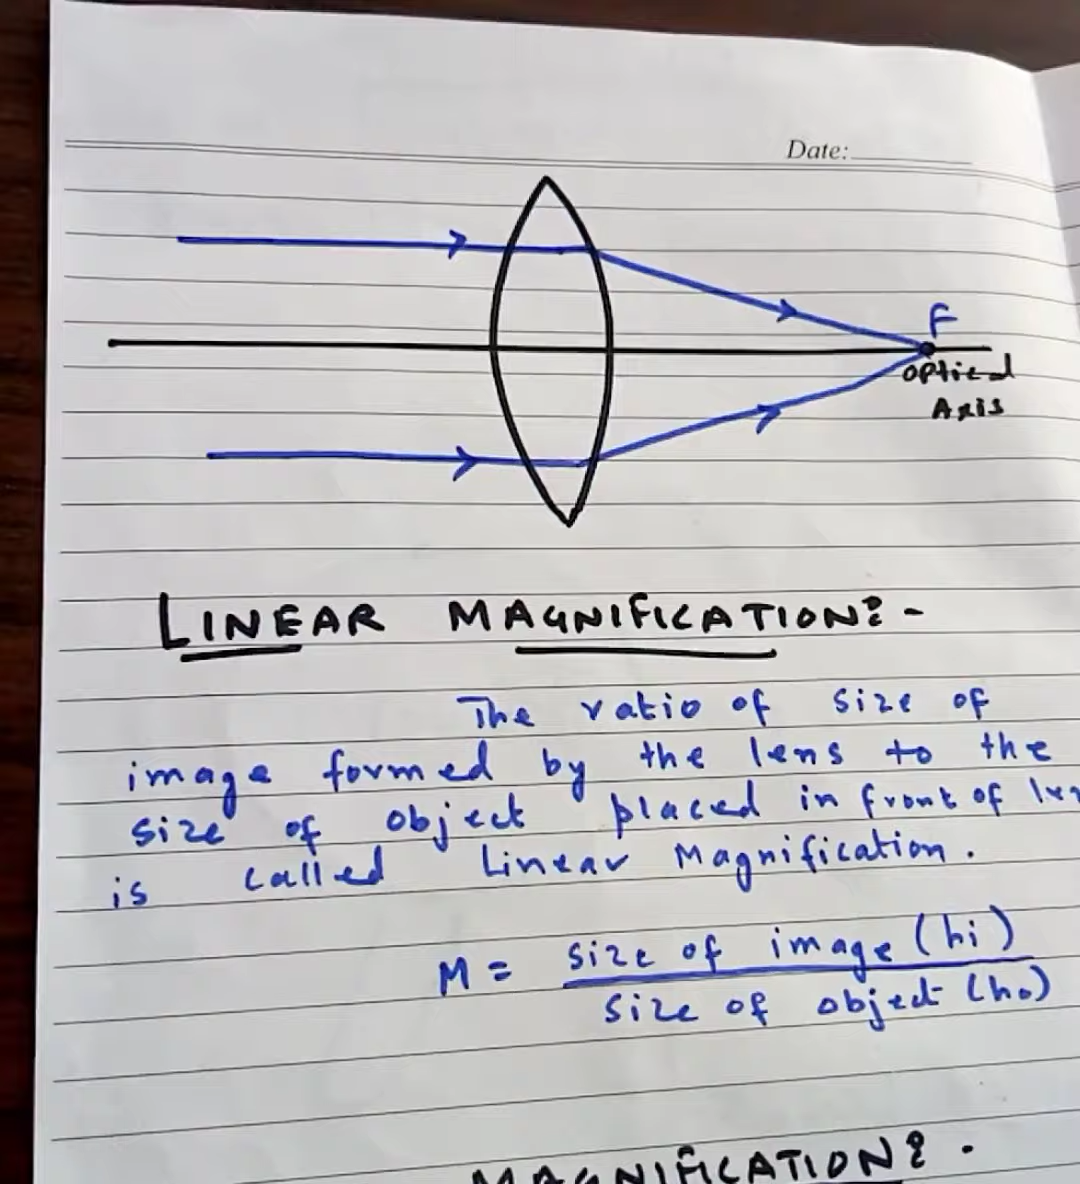 Date:
F
optical
Axis
LINEAR MAGNIFICATION:-
The ratio of size of
image formed by the lens to the
size of object placed in front of
is called Linear Magnification.
M = size of image (hi)
size of object (ho)
MAGNIFICATION:-